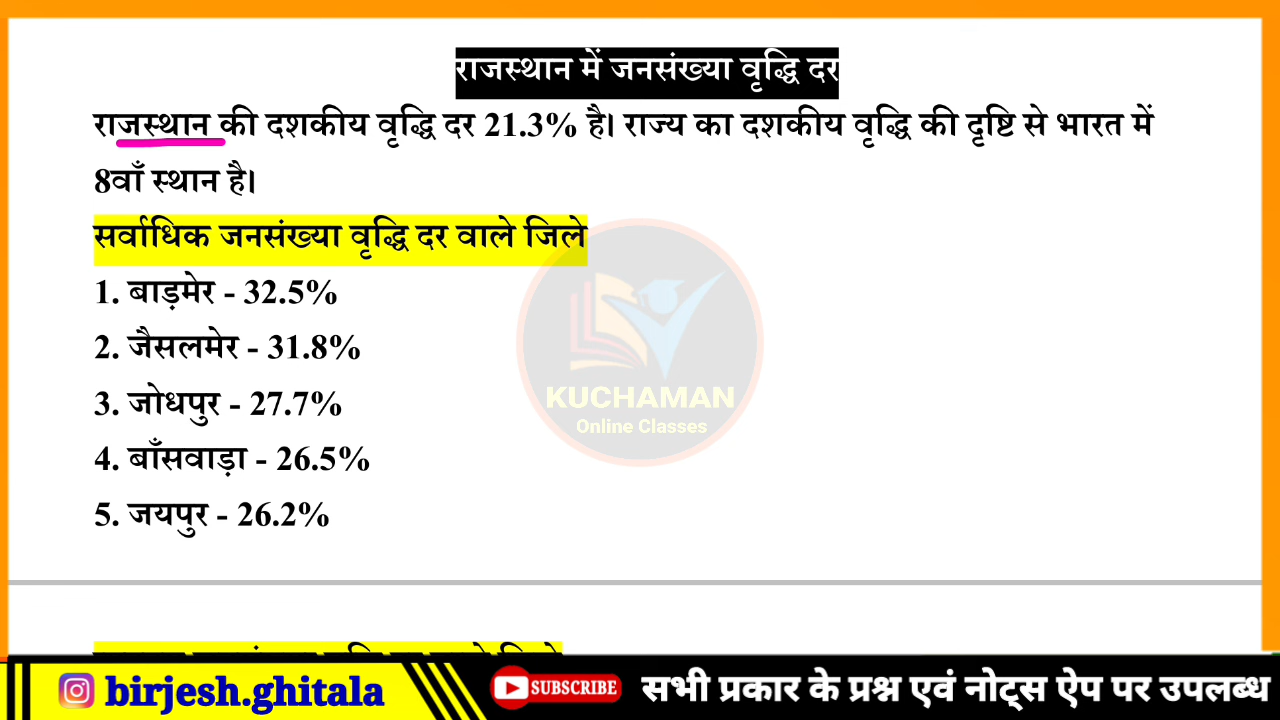 राजस्थान में जनसंख्या वृद्धि दर
राजस्थान की दशकीय वृद्धि दर 21.3% है। राज्य का दशकीय वृद्धि की दृष्टि से भारत में
8वाँ स्थान है।
सर्वाधिक जनसंख्या वृद्धि दर वाले जिले
1. बाड़मेर - 32.5%
2. जैसलमेर - 31.8%
3. जोधपुर - 27.7%
4. बाँसवाड़ा - 26.5%
5. जयपुर - 26.2%
KUCHAMAN
Online Classes
birjesh.ghitala
SUBSCRIBE
सभी प्रकार के प्रश्न एवं नोट्स ऐप पर उपलब्ध